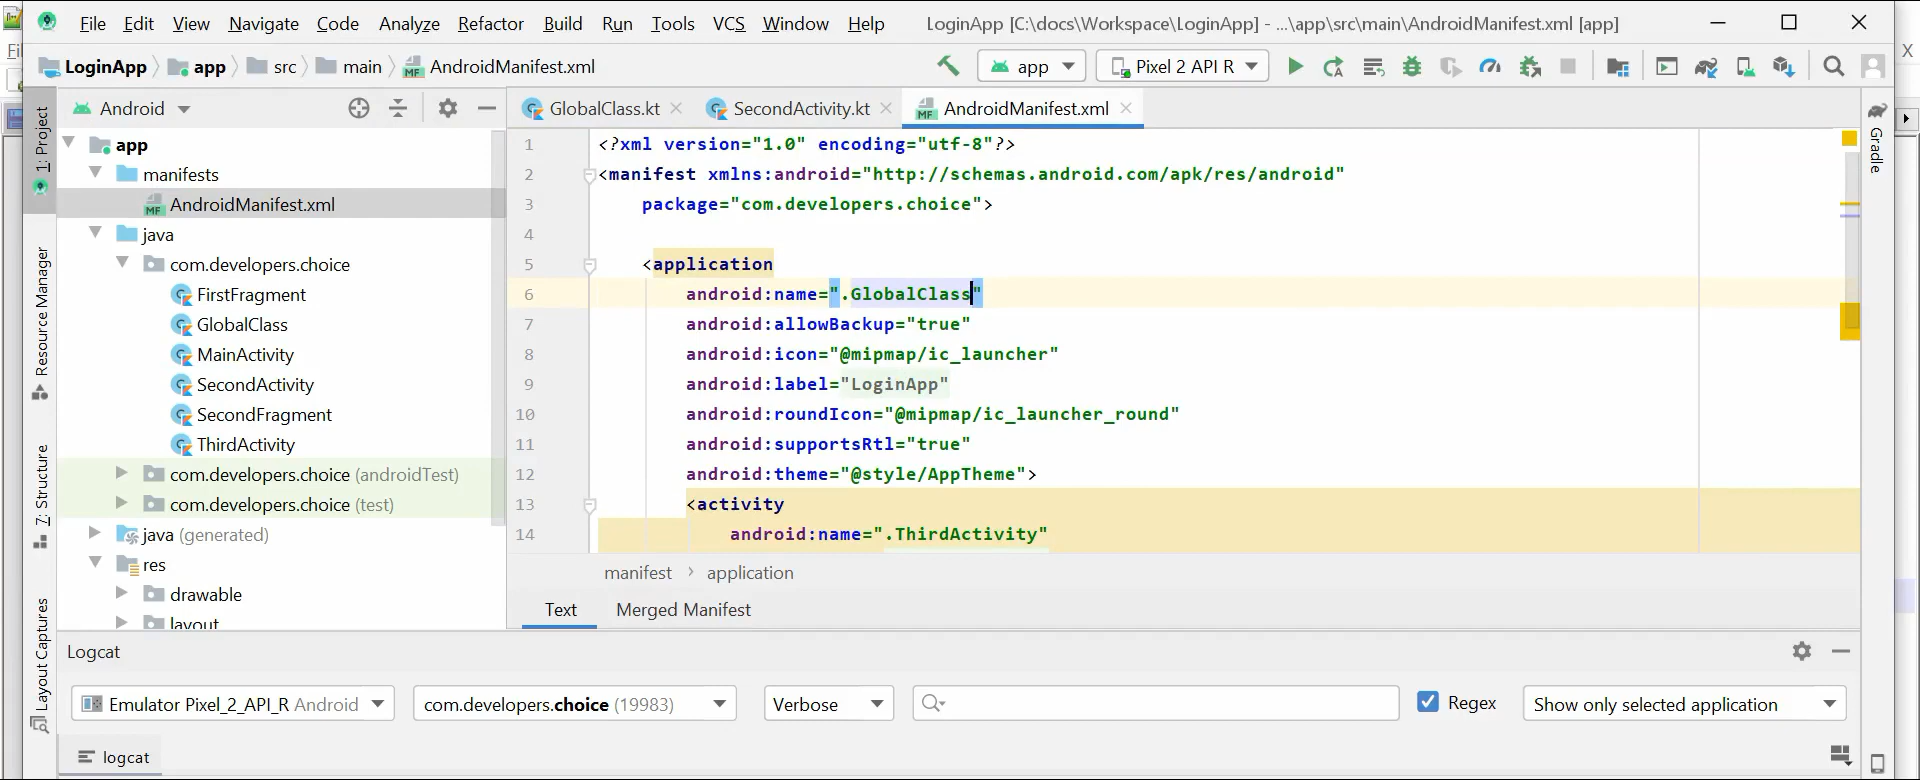 File Edit View Navigate Code Analyze Refactor Build Run Tools VCS Window Help LoginApp [C:\docs\Workspace\LoginApp] - ...\app\src\main\AndroidManifest.xml [app]
LoginApp app src main AndroidManifest.xml app Pixel 2 API R
Android GlobalClass.kt SecondActivity.kt AndroidManifest.xml
1: Project
Resource Manager
7: Structure
Layout Captures
app
manifests
AndroidManifest.xml
java
com.developers.choice
FirstFragment
GlobalClass
MainActivity
SecondActivity
SecondFragment
ThirdActivity
com.developers.choice (androidTest)
com.developers.choice (test)
java (generated)
res
drawable
layout
1 <?xml version="1.0" encoding="utf-8"?>
2 <manifest xmlns:android="http://schemas.android.com/apk/res/android"
3 package="com.developers.choice">
4
5 <application
6 android:name=".GlobalClass"
7 android:allowBackup="true"
8 android:icon="@mipmap/ic_launcher"
9 android:label="LoginApp"
10 android:roundIcon="@mipmap/ic_launcher_round"
11 android:supportsRtl="true"
12 android:theme="@style/AppTheme">
13 <activity
14 android:name=".ThirdActivity"
manifest › application
Text Merged Manifest
Gradle
Logcat
Emulator Pixel_2_API_R Android com.developers.choice (19983) Verbose Regex Show only selected application
logcat